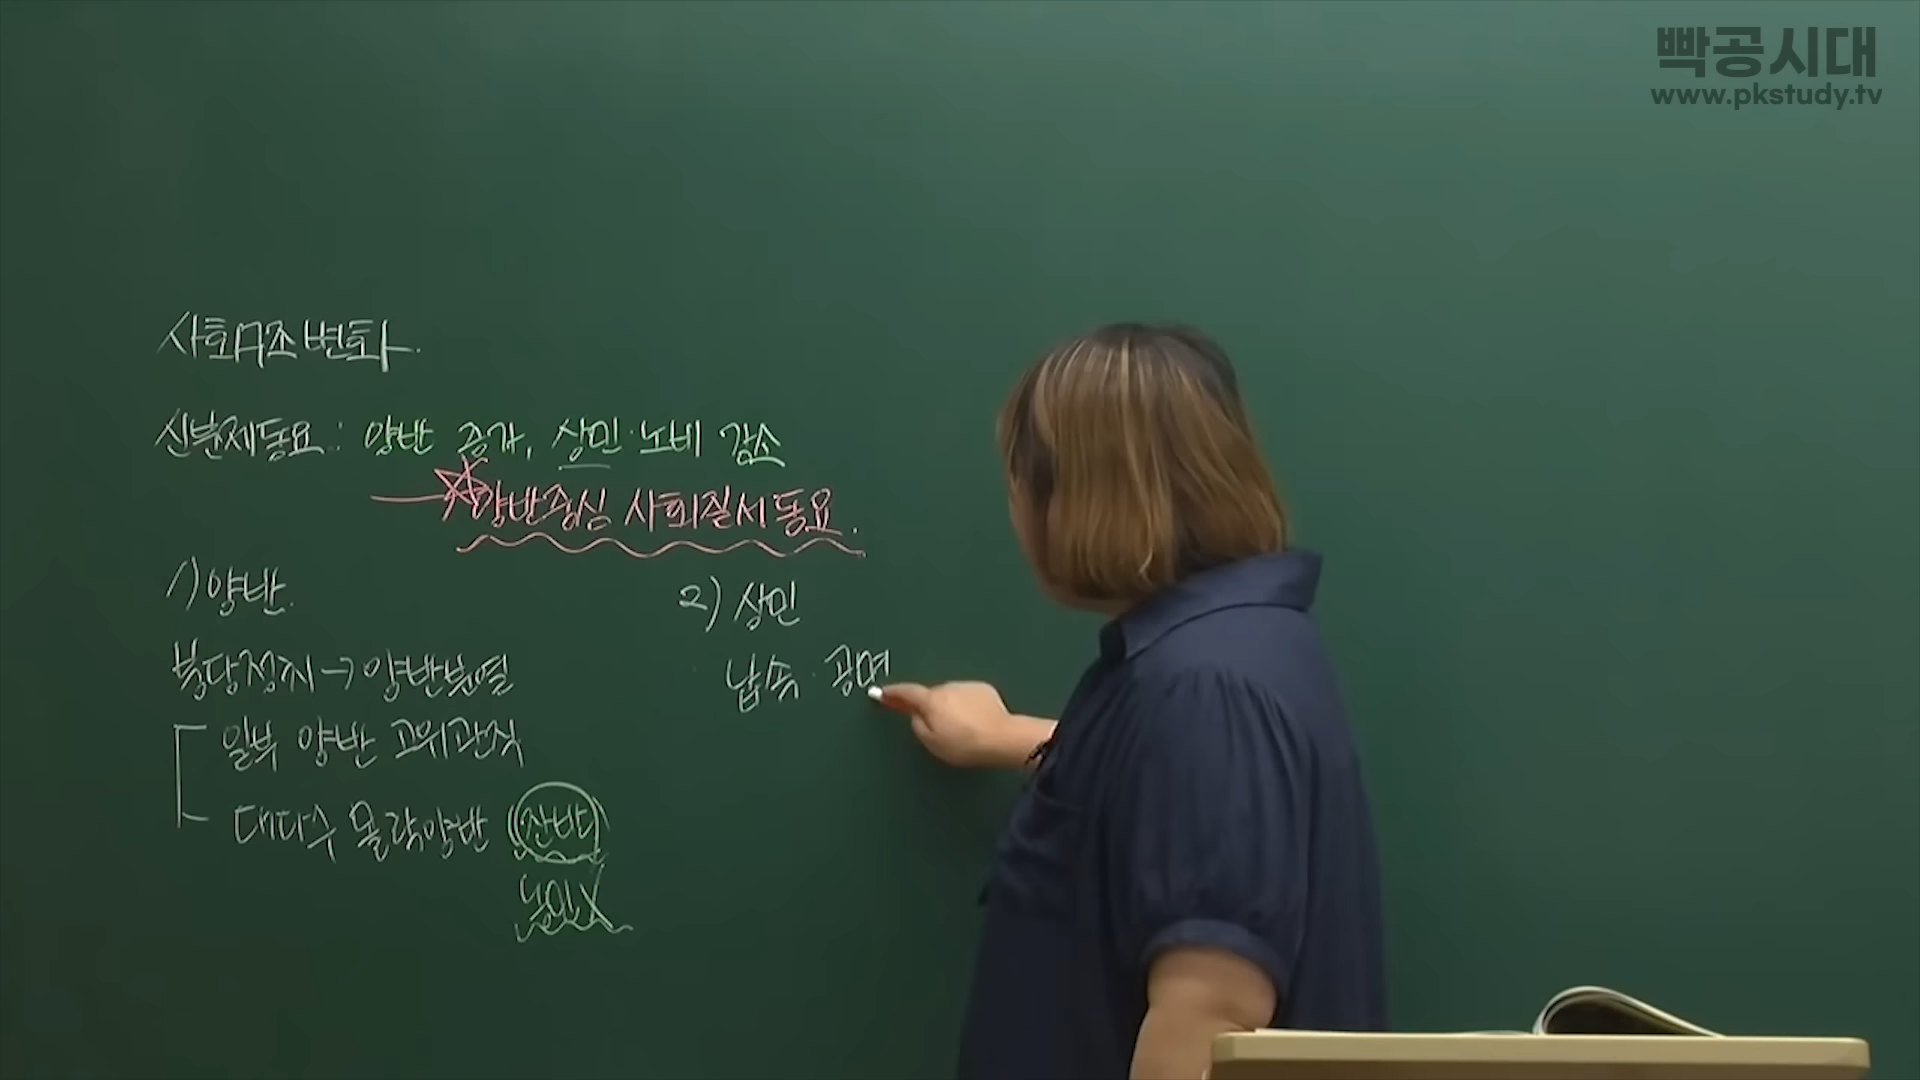 빡공시대
www.pkstudy.tv
사회구조 변화.
신분제 동요 : 양반 증가, 상민·노비 감소
→ ☆양반중심 사회질서 동요.
1) 양반.
붕당정치 → 양반분열
일부 양반 고위관직
대다수 몰락양반 (잔반)
농민X
2) 상민
납속·공명